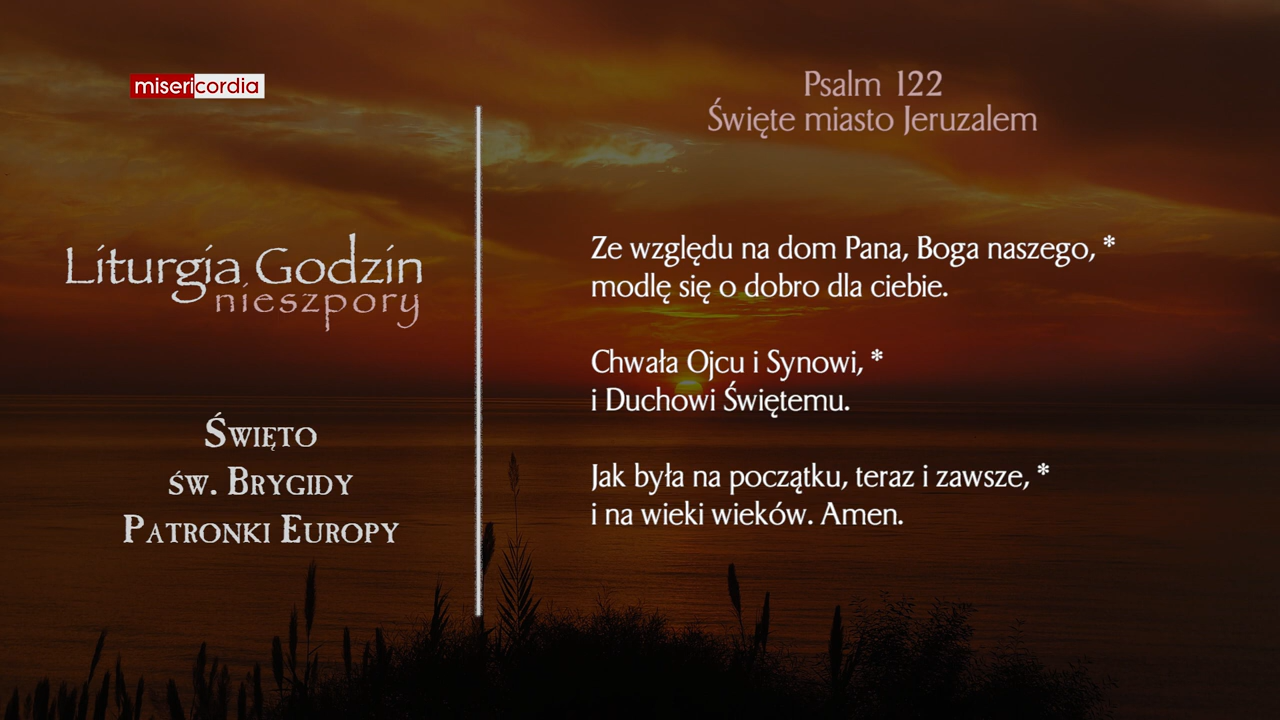 misericordia
Liturgia Godzin
nieszpory
Święto
św. Brygidy
Patronki Europy
Psalm 122
Święte miasto Jeruzalem
Ze względu na dom Pana, Boga naszego, *
modlę się o dobro dla ciebie.
Chwała Ojcu i Synowi, *
i Duchowi Świętemu.
Jak była na początku, teraz i zawsze, *
i na wieki wieków. Amen.